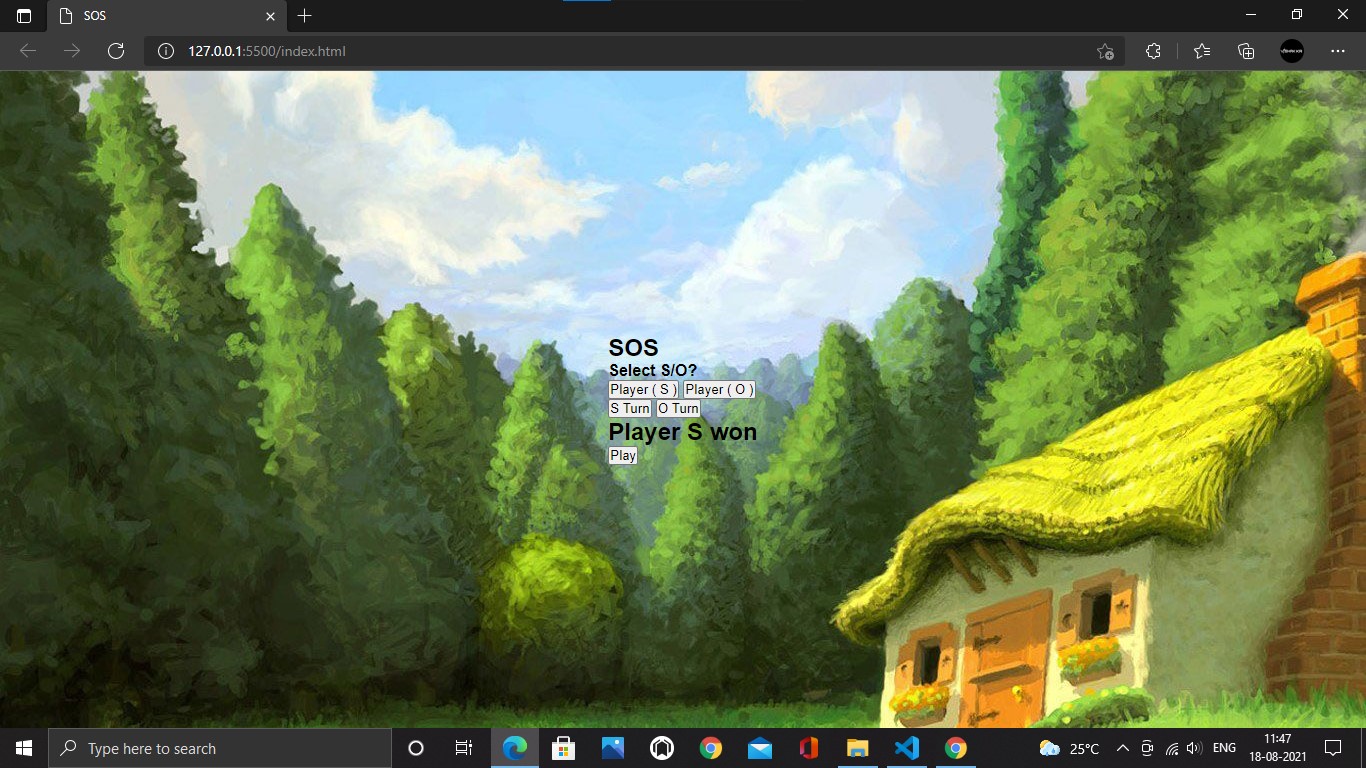 SOS
127.0.0.1:5500/index.html
SOS
Select S/O?
Player ( S ) Player ( O )
S Turn O Turn
Player S won
Play
Type here to search
25°C ENG
11:47
18-08-2021